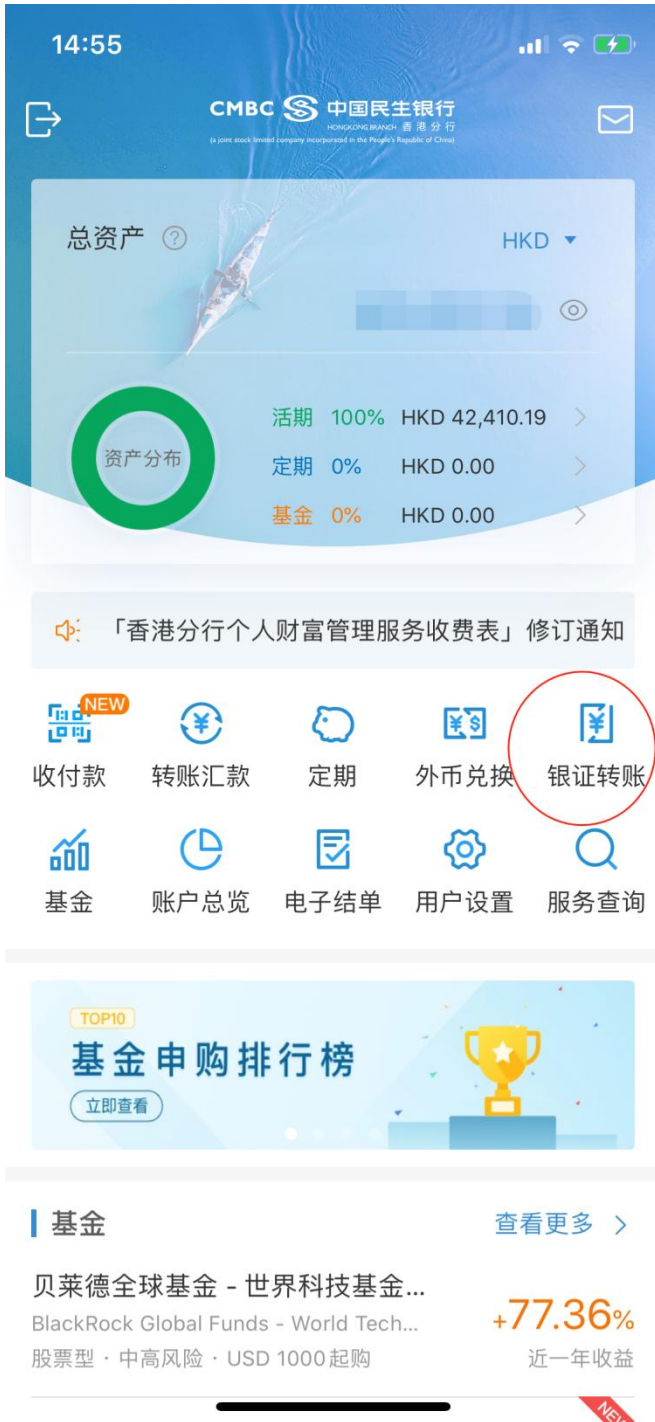 14:55
CMBC 中国民生银行
HONGKONG BRANCH 香港分行
(a joint stock limited company incorporated in the People's Republic of China)
总资产 ?
HKD
资产分布
活期 100% HKD 42,410.19
定期 0% HKD 0.00
基金 0% HKD 0.00
「香港分行个人财富管理服务收费表」修订通知
NEW
收付款 转账汇款 定期 外币兑换 银证转账
基金 账户总览 电子结单 用户设置 服务查询
TOP10
基金申购排行榜
立即查看
基金
查看更多
贝莱德全球基金 - 世界科技基金...
BlackRock Global Funds - World Tech...
+77.36%
股票型 · 中高风险 · USD 1000起购
近一年收益
NEW